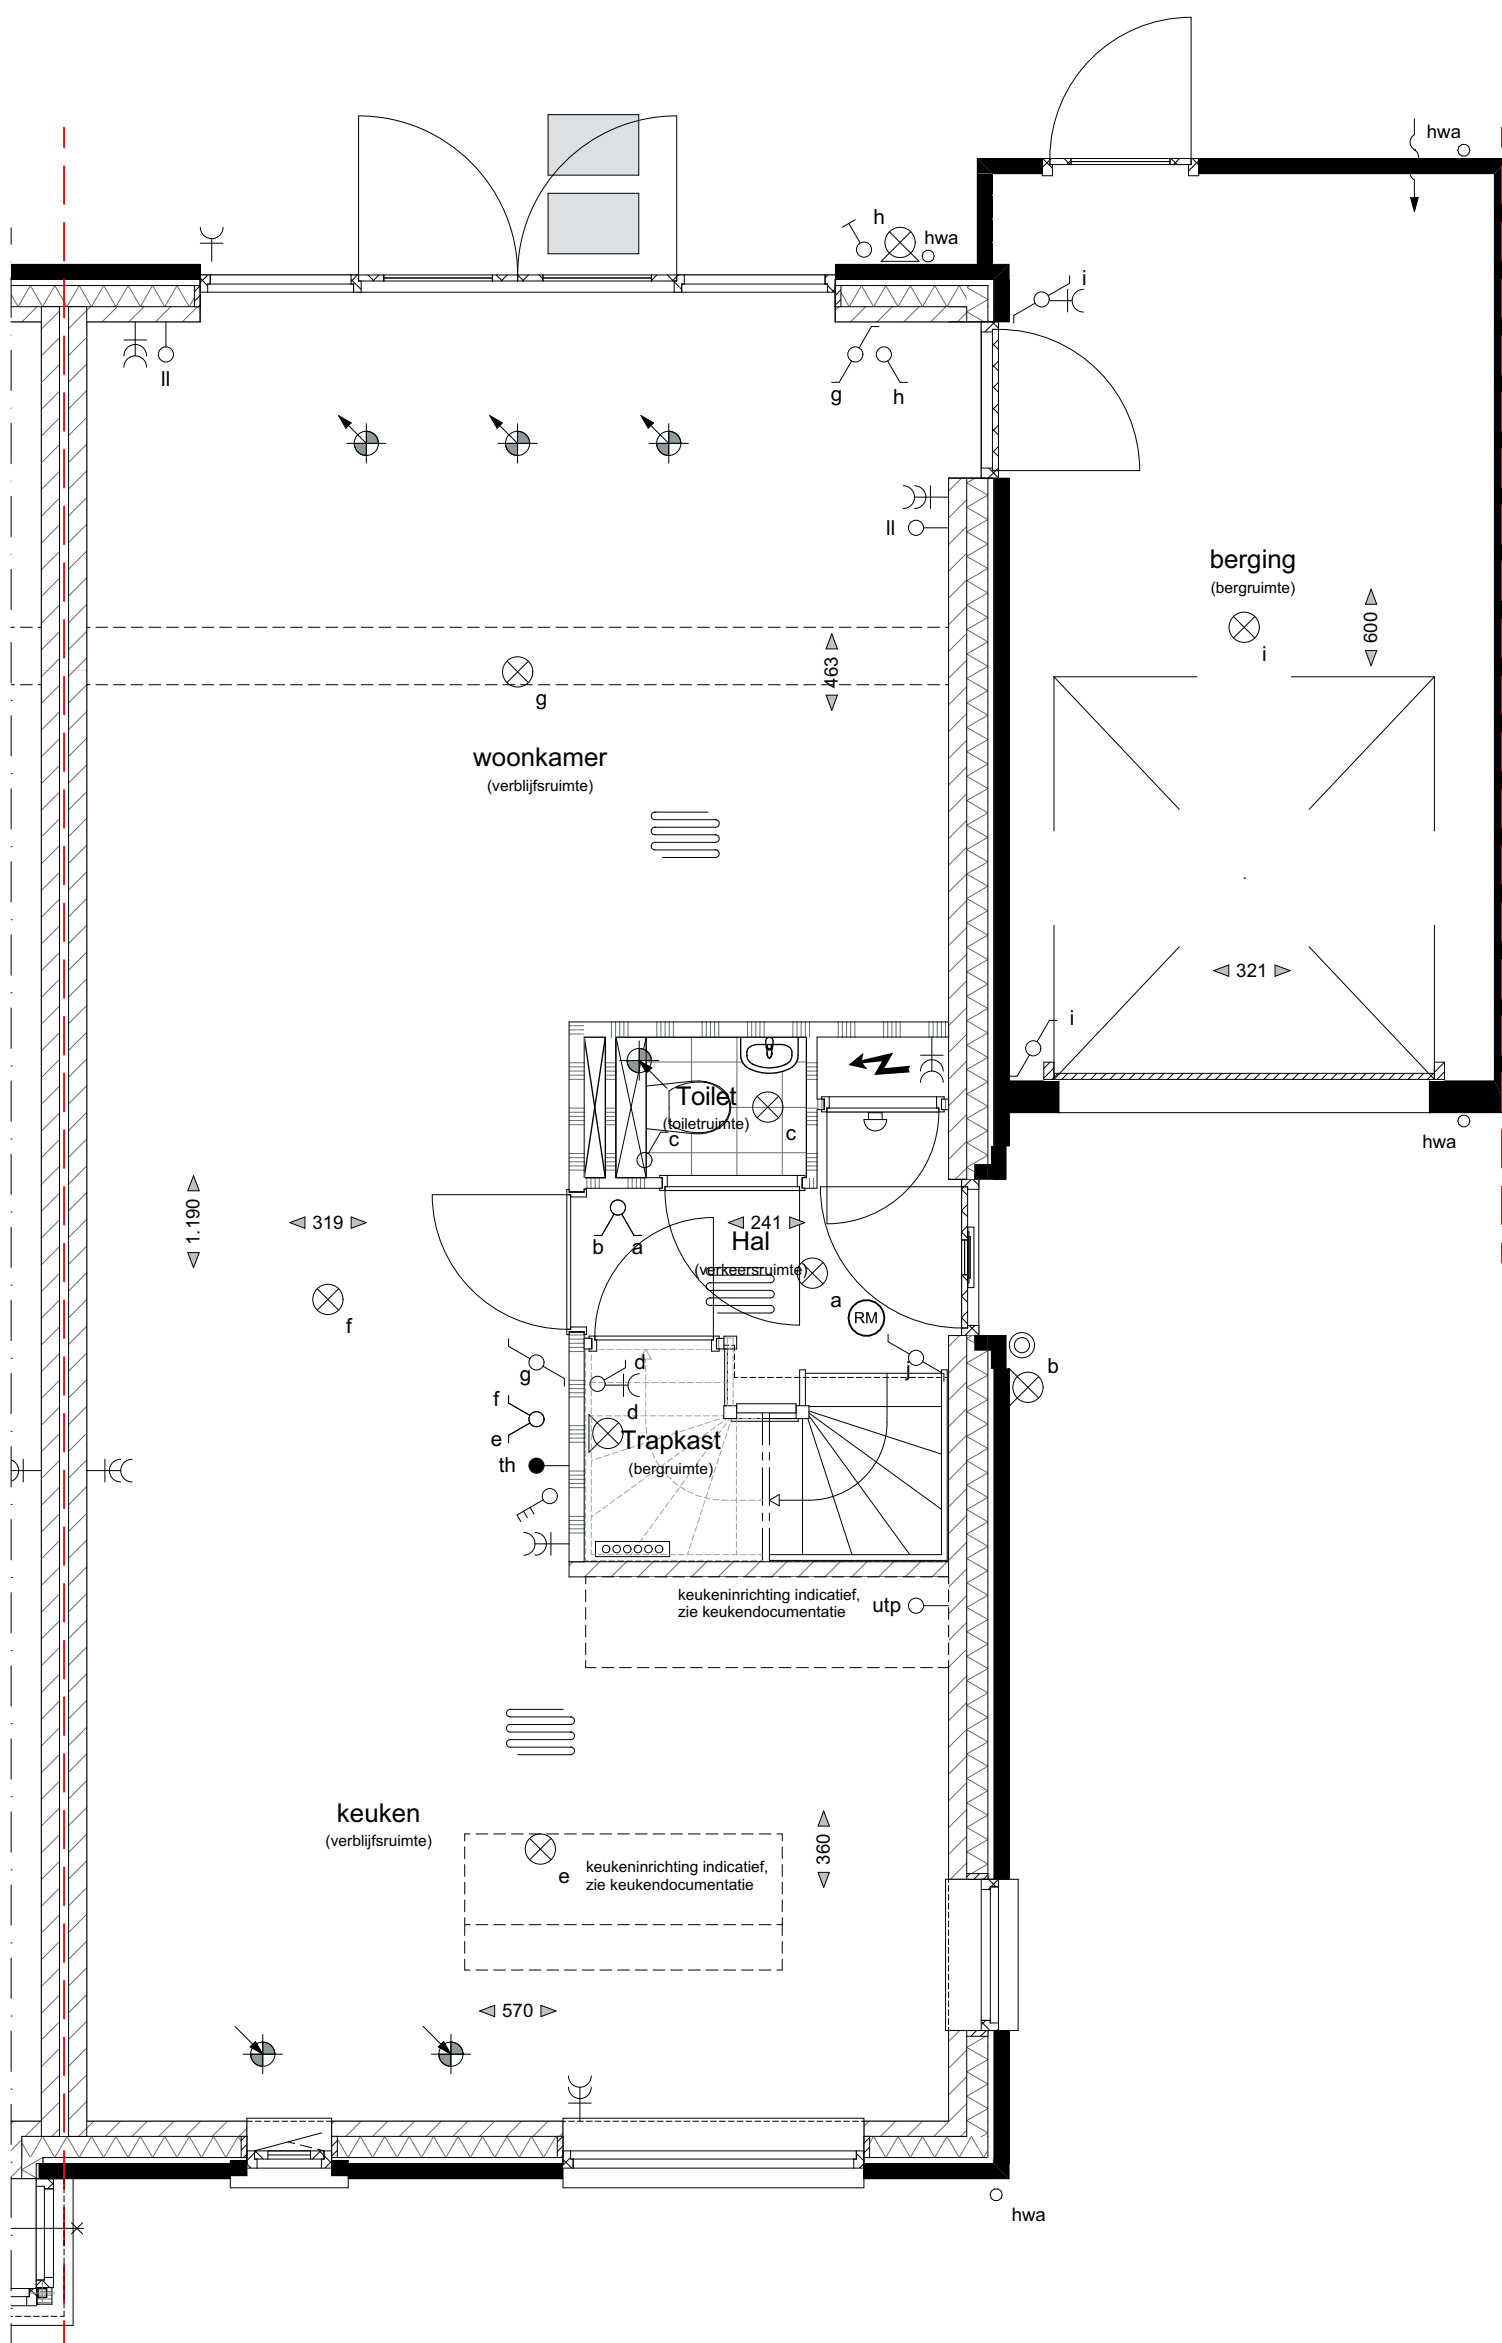 hwa
h
hwa
i
ll
g
h
ll
berging
(bergruimte)
600
i
463
g
woonkamer
(verblijfsruimte)
321
i
Toilet
(toiletruimte)
c
c
hwa
1.190
319
241
b
a
Hal
(verkeersruimte)
a
RM
f
g
d
j
b
f
d
e
Trapkast
(bergruimte)
th
keukeninrichting indicatief,
zie keukendocumentatie
utp
keuken
(verblijfsruimte)
360
e
keukeninrichting indicatief,
zie keukendocumentatie
570
hwa